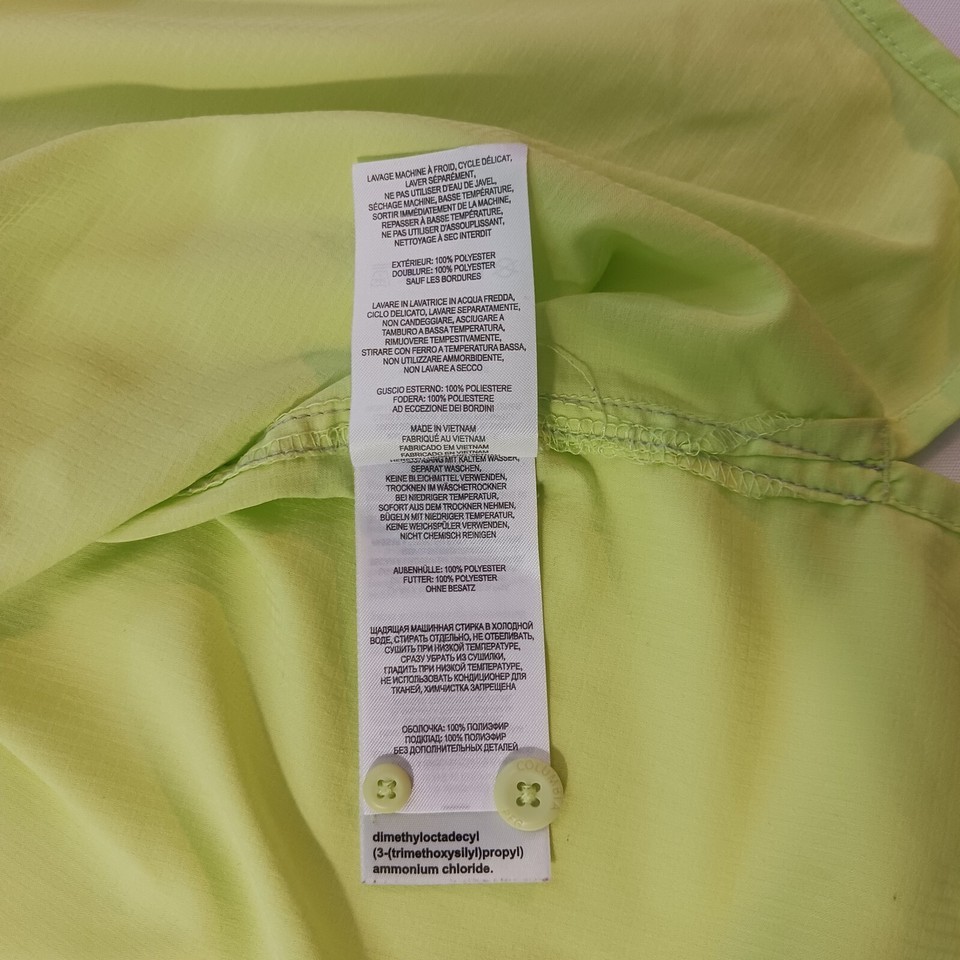 LAVAGE MACHINE À FROID, CYCLE DÉLICAT,
LAVER SÉPARÉMENT,
NE PAS UTILISER D'EAU DE JAVEL,
SÉCHAGE MACHINE, BASSE TEMPÉRATURE,
SORTIR IMMÉDIATEMENT DE LA MACHINE,
REPASSER À BASSE TEMPÉRATURE,
NE PAS UTILISER D'ASSOUPLISSANT,
NETTOYAGE À SEC INTERDIT
EXTÉRIEUR: 100% POLYESTER
DOUBLURE: 100% POLYESTER
SAUF LES BORDURES
LAVARE IN LAVATRICE IN ACQUA FREDDA,
CICLO DELICATO, LAVARE SEPARATAMENTE,
NON CANDEGGIARE, ASCIUGARE A
TAMBURO A BASSA TEMPERATURA,
RIMUOVERE TEMPESTIVAMENTE,
STIRARE CON FERRO A TEMPERATURA BASSA,
NON UTILIZZARE AMMORBIDENTE,
NON LAVARE A SECCO
GUSCIO ESTERNO: 100% POLIESTERE
FODERA: 100% POLIESTERE
AD ECCEZIONE DEI BORDINI
MADE IN VIETNAM
FABRIQUÉ AU VIETNAM
FABRICADO EM VIETNAM
FABRICADO EN VIETNAM
MIT KALTEM WASSER,
SEPARAT WASCHEN,
KEINE BLEICHMITTEL VERWENDEN,
TROCKNEN IM WÄSCHETROCKNER
BEI NIEDRIGER TEMPERATUR,
SOFORT AUS DEM TROCKNER NEHMEN,
BÜGELN MIT NIEDRIGER TEMPERATUR,
KEINE WEICHSPÜLER VERWENDEN,
NICHT CHEMISCH REINIGEN
AUßENHÜLLE: 100% POLYESTER
FUTTER: 100% POLYESTER
OHNE BESATZ
ЩАДЯЩАЯ МАШИННАЯ СТИРКА В ХОЛОДНОЙ
ВОДЕ, СТИРАТЬ ОТДЕЛЬНО, НЕ ОТБЕЛИВАТЬ,
СУШИТЬ ПРИ НИЗКОЙ ТЕМПЕРАТУРЕ,
СРАЗУ УБРАТЬ ИЗ СУШИЛКИ,
ГЛАДИТЬ ПРИ НИЗКОЙ ТЕМПЕРАТУРЕ,
НЕ ИСПОЛЬЗОВАТЬ КОНДИЦИОНЕР ДЛЯ
ТКАНЕЙ, ХИМЧИСТКА ЗАПРЕЩЕНА
ОБОЛОЧКА: 100% ПОЛИЭФИР
ПОДКЛАД: 100% ПОЛИЭФИР
БЕЗ ДОПОЛНИТЕЛЬНЫХ ДЕТАЛЕЙ
dimethyloctadecyl
(3-(trimethoxysilyl)propyl)
ammonium chloride.